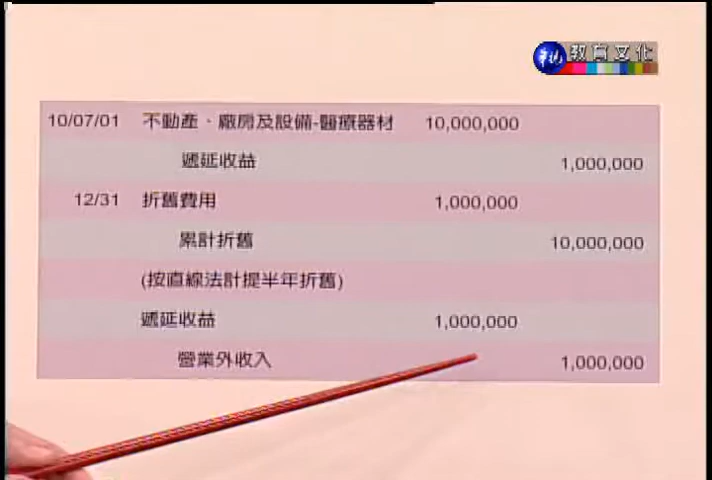 華視 教育文化
10/07/01 不動產、廠房及設備-醫療器材 10,000,000
遞延收益 1,000,000
12/31 折舊費用 1,000,000
累計折舊 10,000,000
(按直線法計提半年折舊)
遞延收益 1,000,000
營業外收入 1,000,000